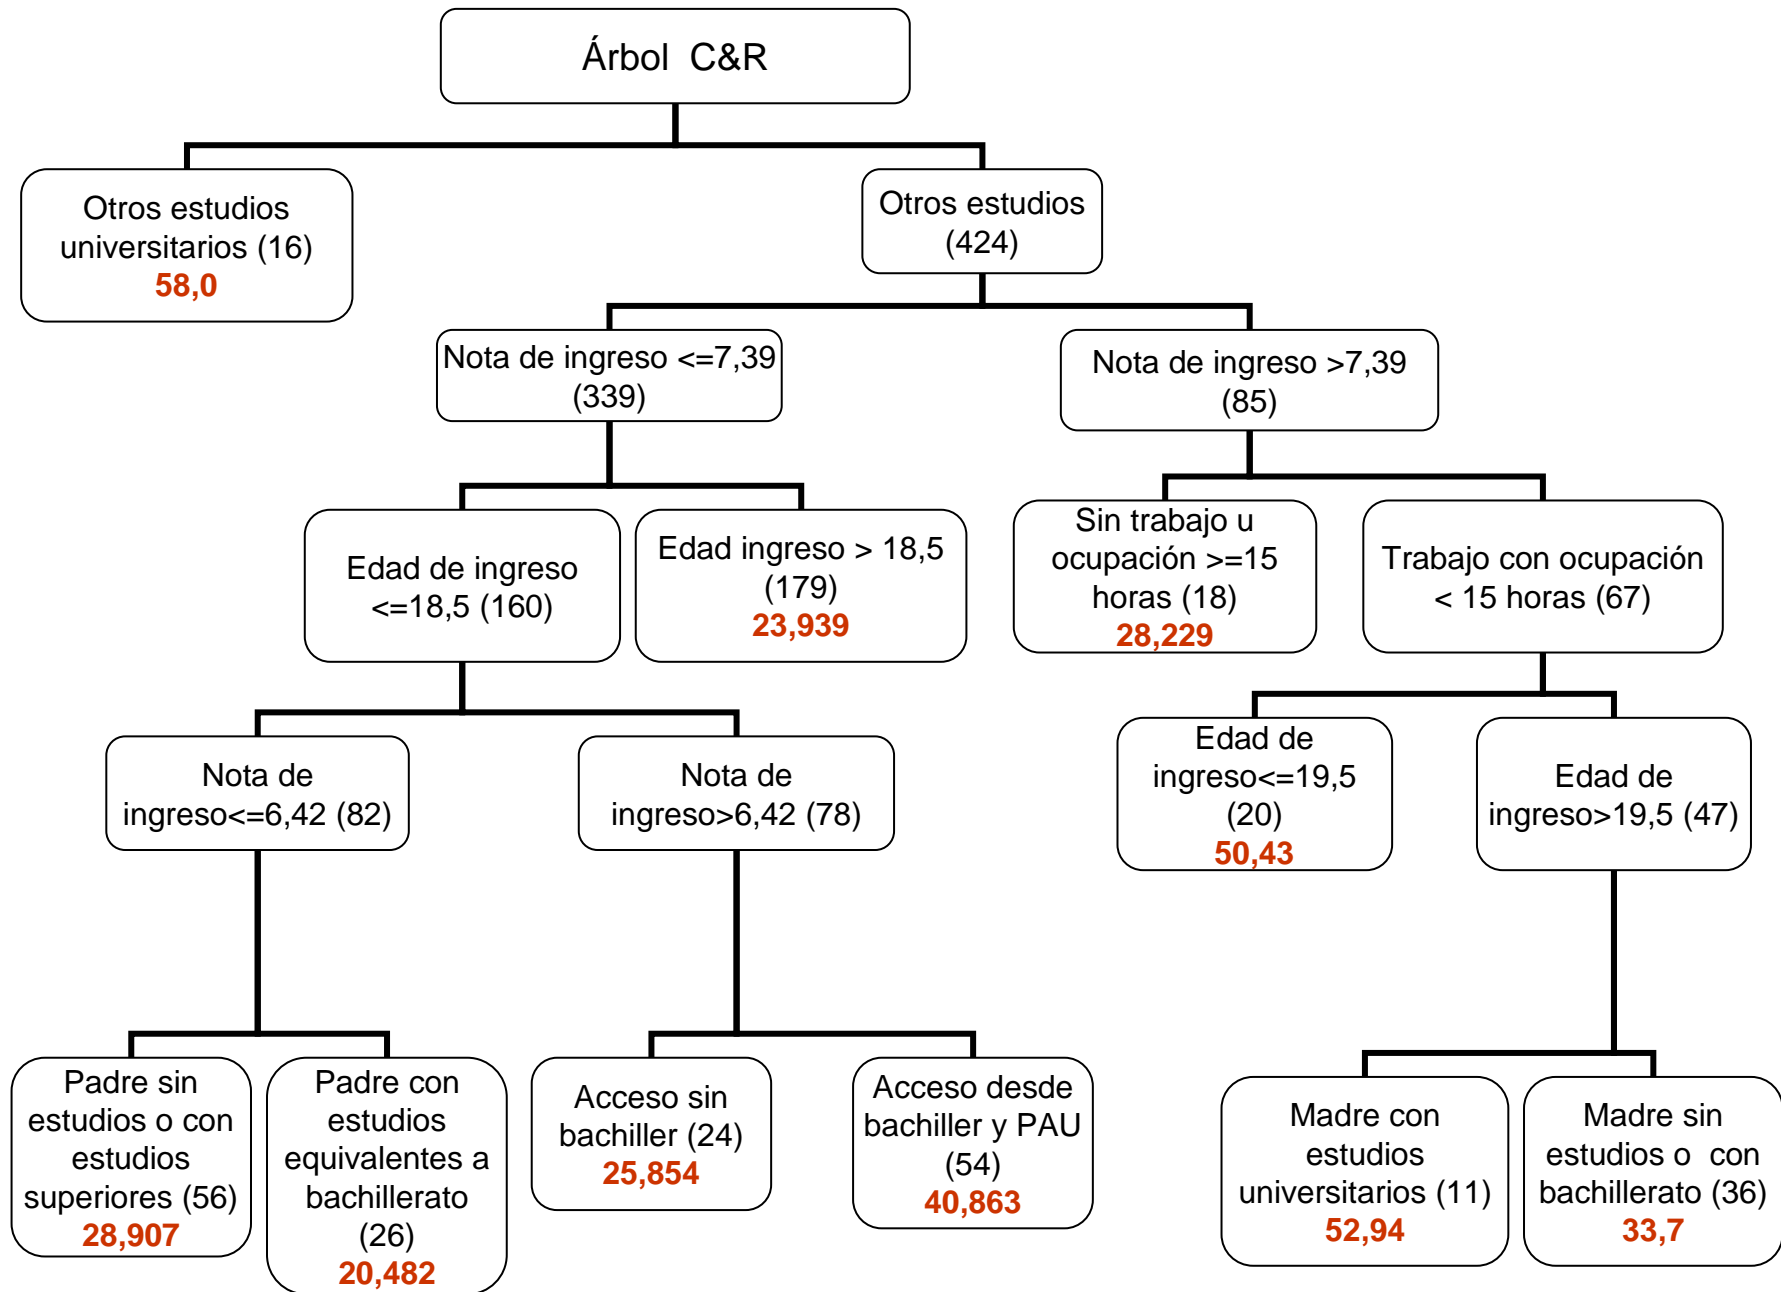 Árbol C&R
Otros estudios
universitarios (16)
58,0
Otros estudios
(424)
Nota de ingreso <=7,39
(339)
Nota de ingreso >7,39
(85)
Edad de ingreso
<=18,5 (160)
Edad ingreso > 18,5
(179)
23,939
Sin trabajo u
ocupación >=15
horas (18)
28,229
Trabajo con ocupación
< 15 horas (67)
Nota de
ingreso<=6,42 (82)
Nota de
ingreso>6,42 (78)
Edad de
ingreso<=19,5
(20)
50,43
Edad de
ingreso>19,5 (47)
Padre sin
estudios o con
estudios
superiores (56)
28,907
Padre con
estudios
equivalentes a
bachillerato
(26)
20,482
Acceso sin
bachiller (24)
25,854
Acceso desde
bachiller y PAU
(54)
40,863
Madre con
estudios
universitarios (11)
52,94
Madre sin
estudios o con
bachillerato (36)
33,7